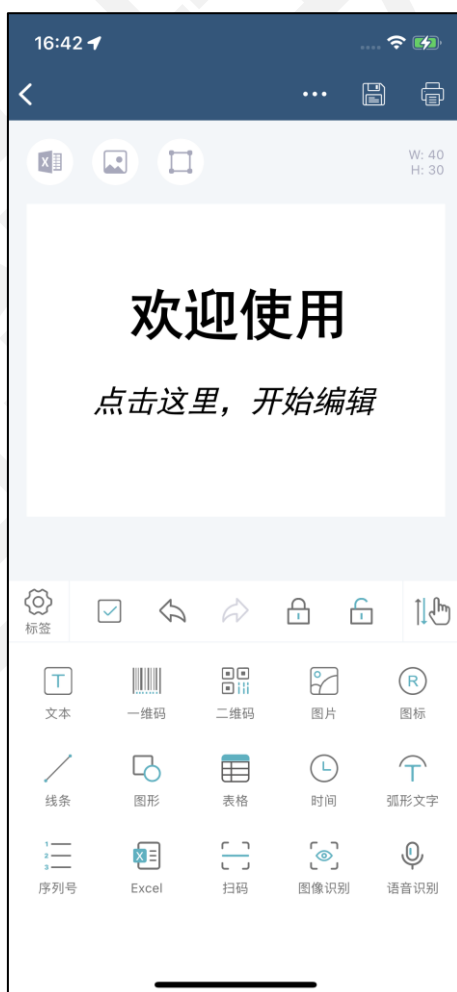 16:42
W: 40
H: 30
欢迎使用
点击这里，开始编辑
标签
文本 一维码 二维码 图片 图标
线条 图形 表格 时间 弧形文字
序列号 Excel 扫码 图像识别 语音识别